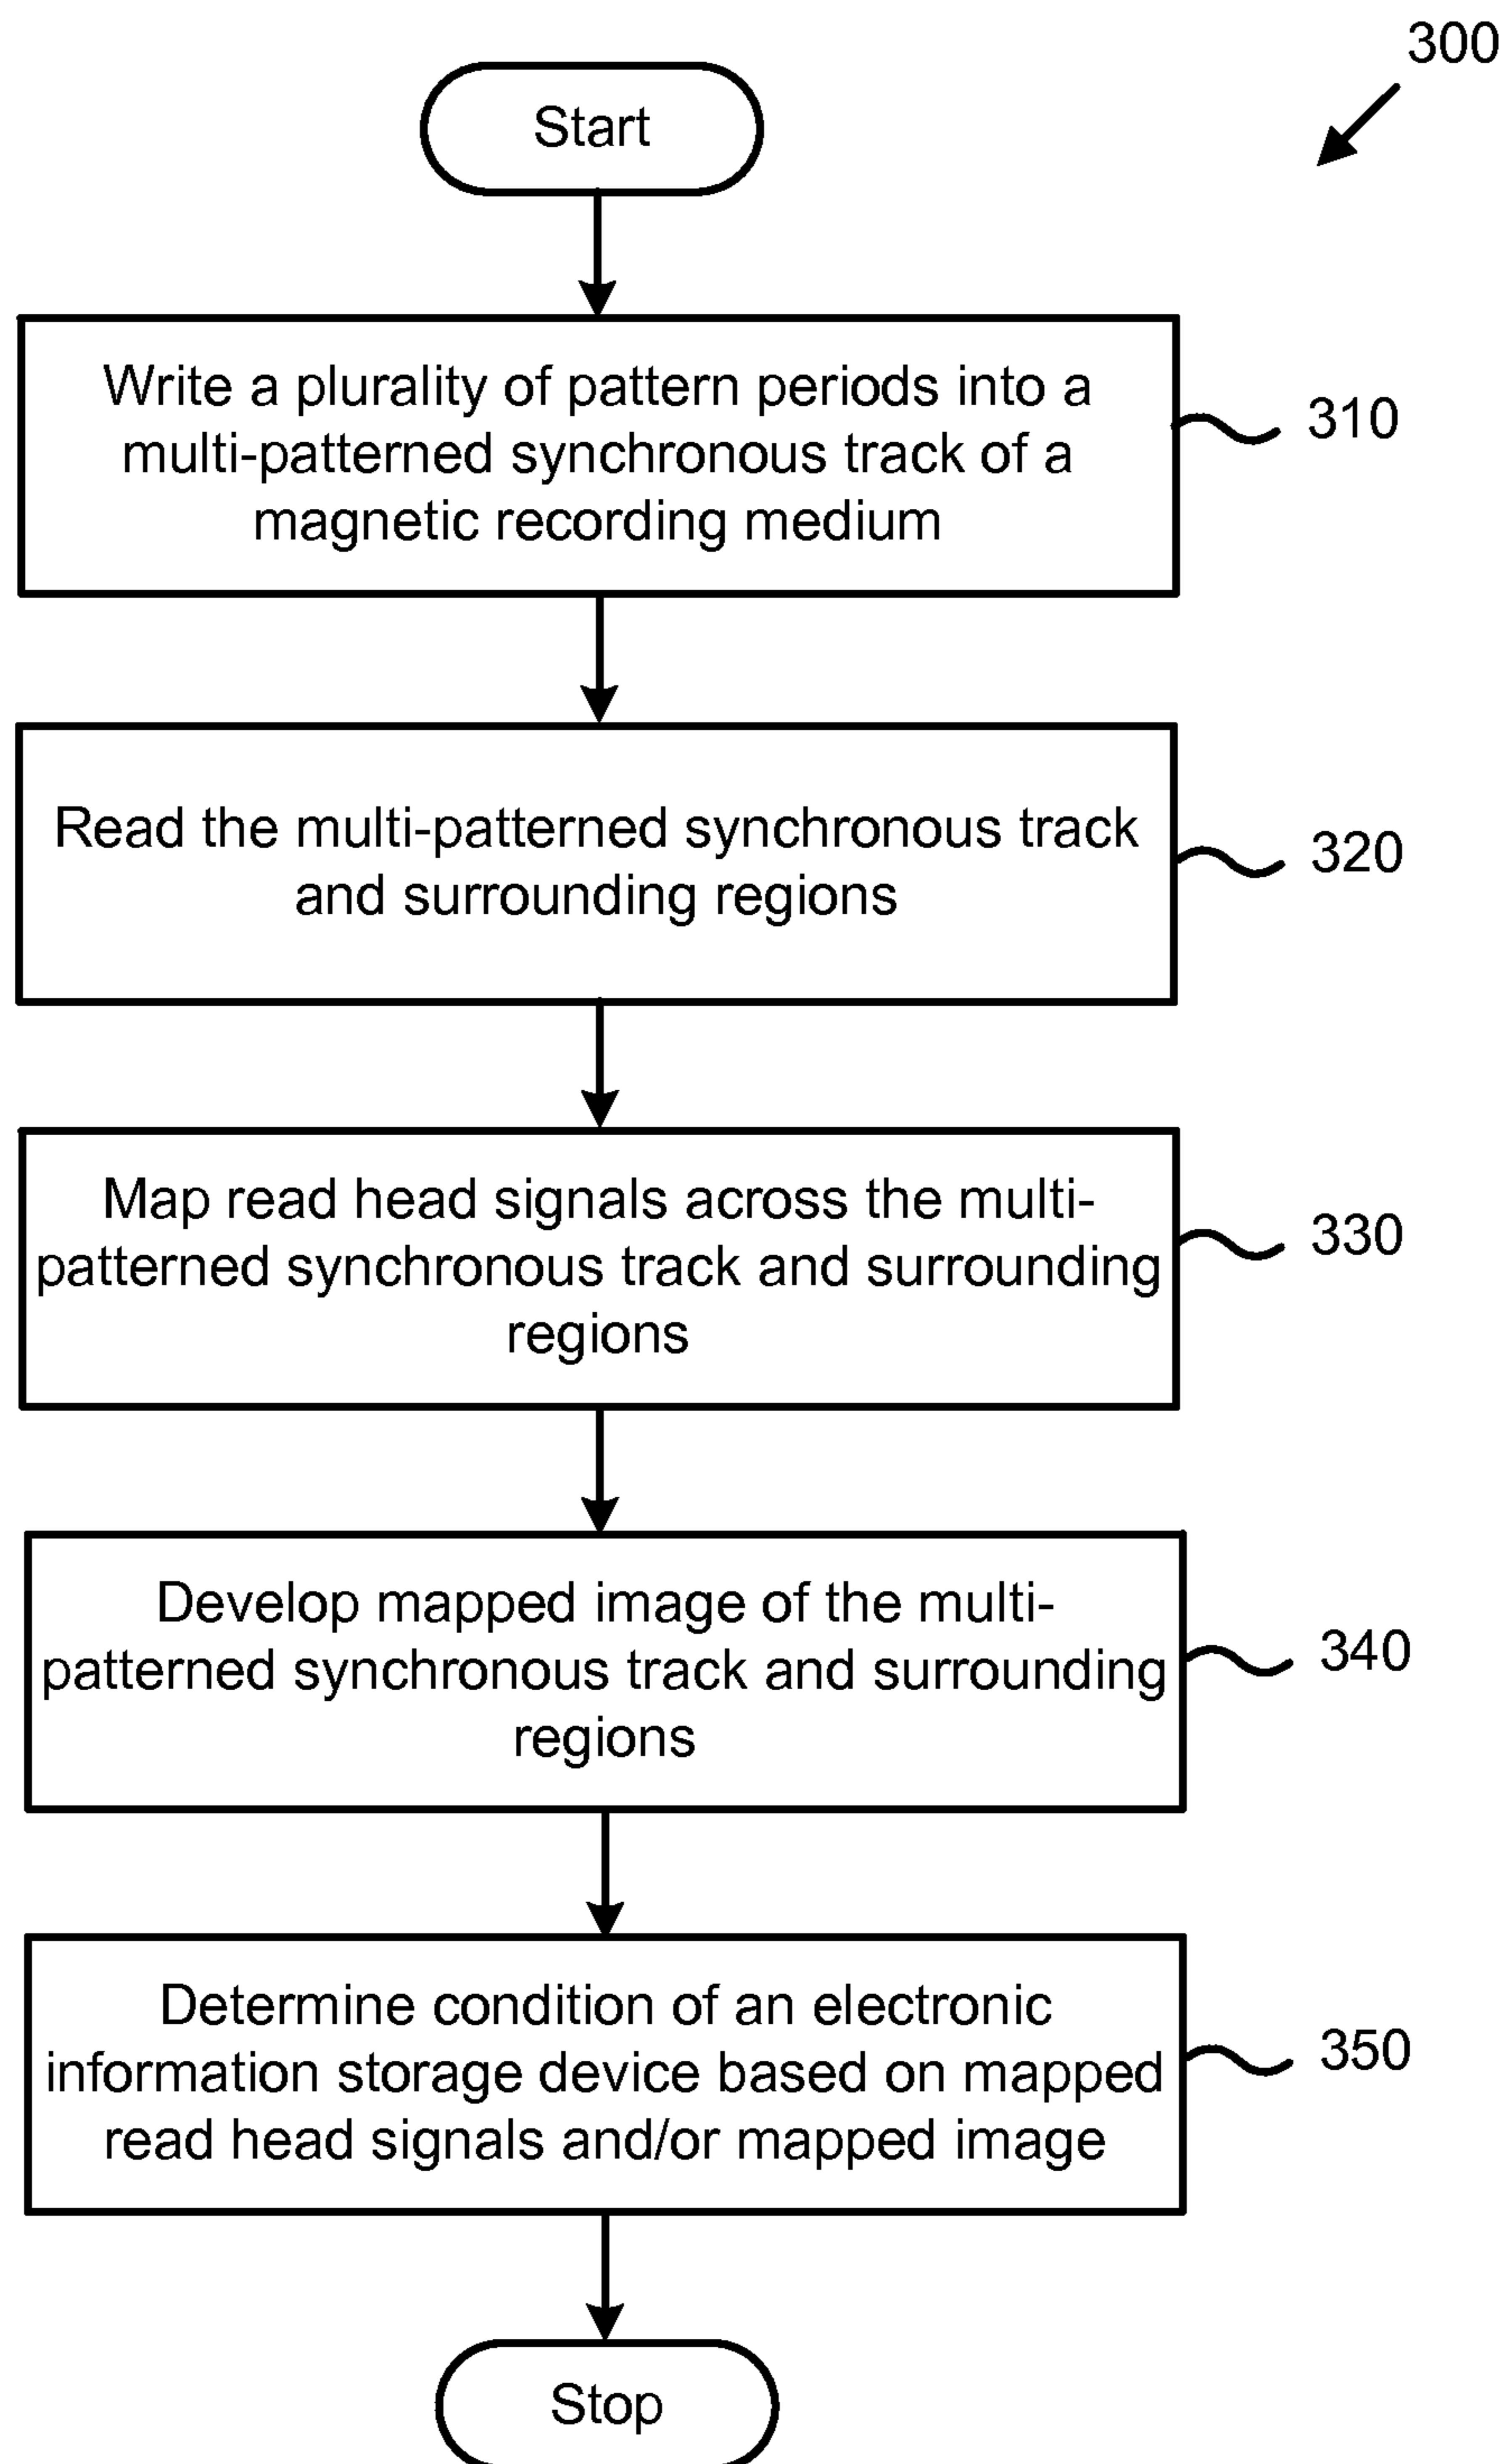 300
Start
Write a plurality of pattern periods into a
multi-patterned synchronous track of a
magnetic recording medium
310
Read the multi-patterned synchronous track
and surrounding regions
320
Map read head signals across the multi-
patterned synchronous track and surrounding
regions
330
Develop mapped image of the multi-
patterned synchronous track and surrounding
regions
340
Determine condition of an electronic
information storage device based on mapped
read head signals and/or mapped image
350
Stop